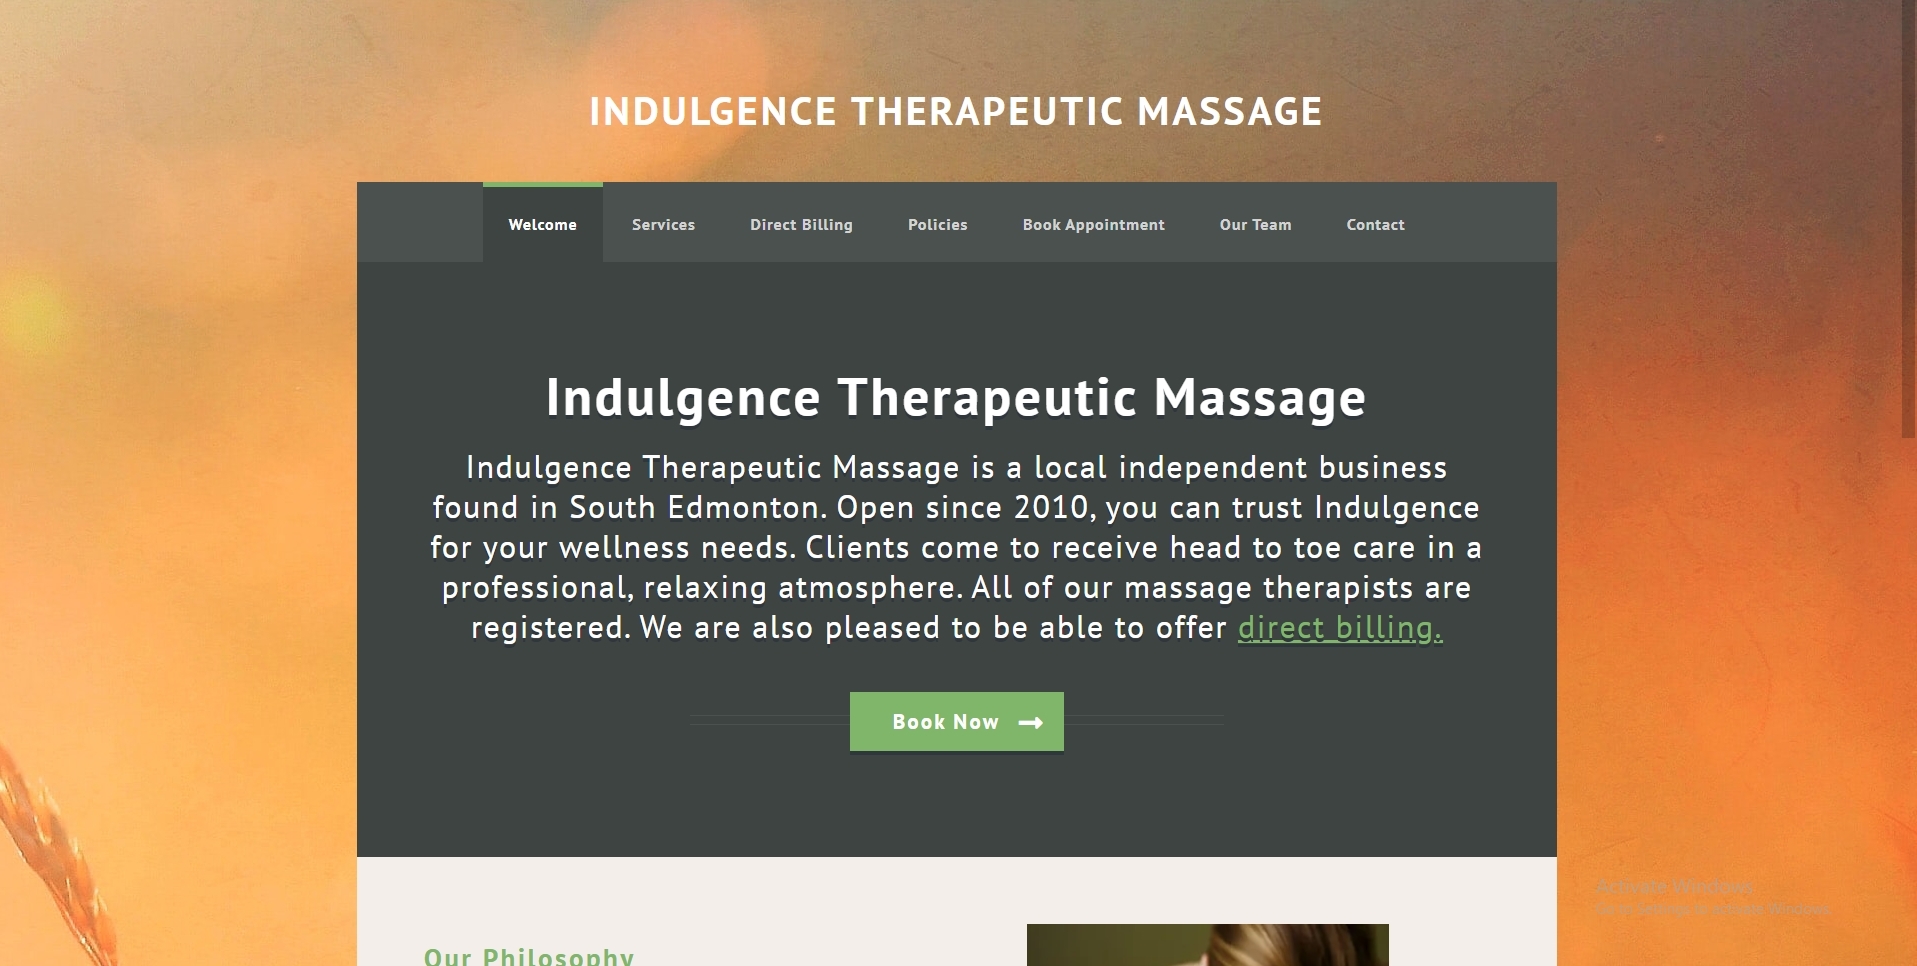 INDULGENCE THERAPEUTIC MASSAGE
Welcome Services Direct Billing Policies Book Appointment Our Team Contact
Indulgence Therapeutic Massage
Indulgence Therapeutic Massage is a local independent business
found in South Edmonton. Open since 2010, you can trust Indulgence
for your wellness needs. Clients come to receive head to toe care in a
professional, relaxing atmosphere. All of our massage therapists are
registered. We are also pleased to be able to offer direct billing.
Book Now
Our Philosophy
Activate Windows
Go to Settings to activate Windows.